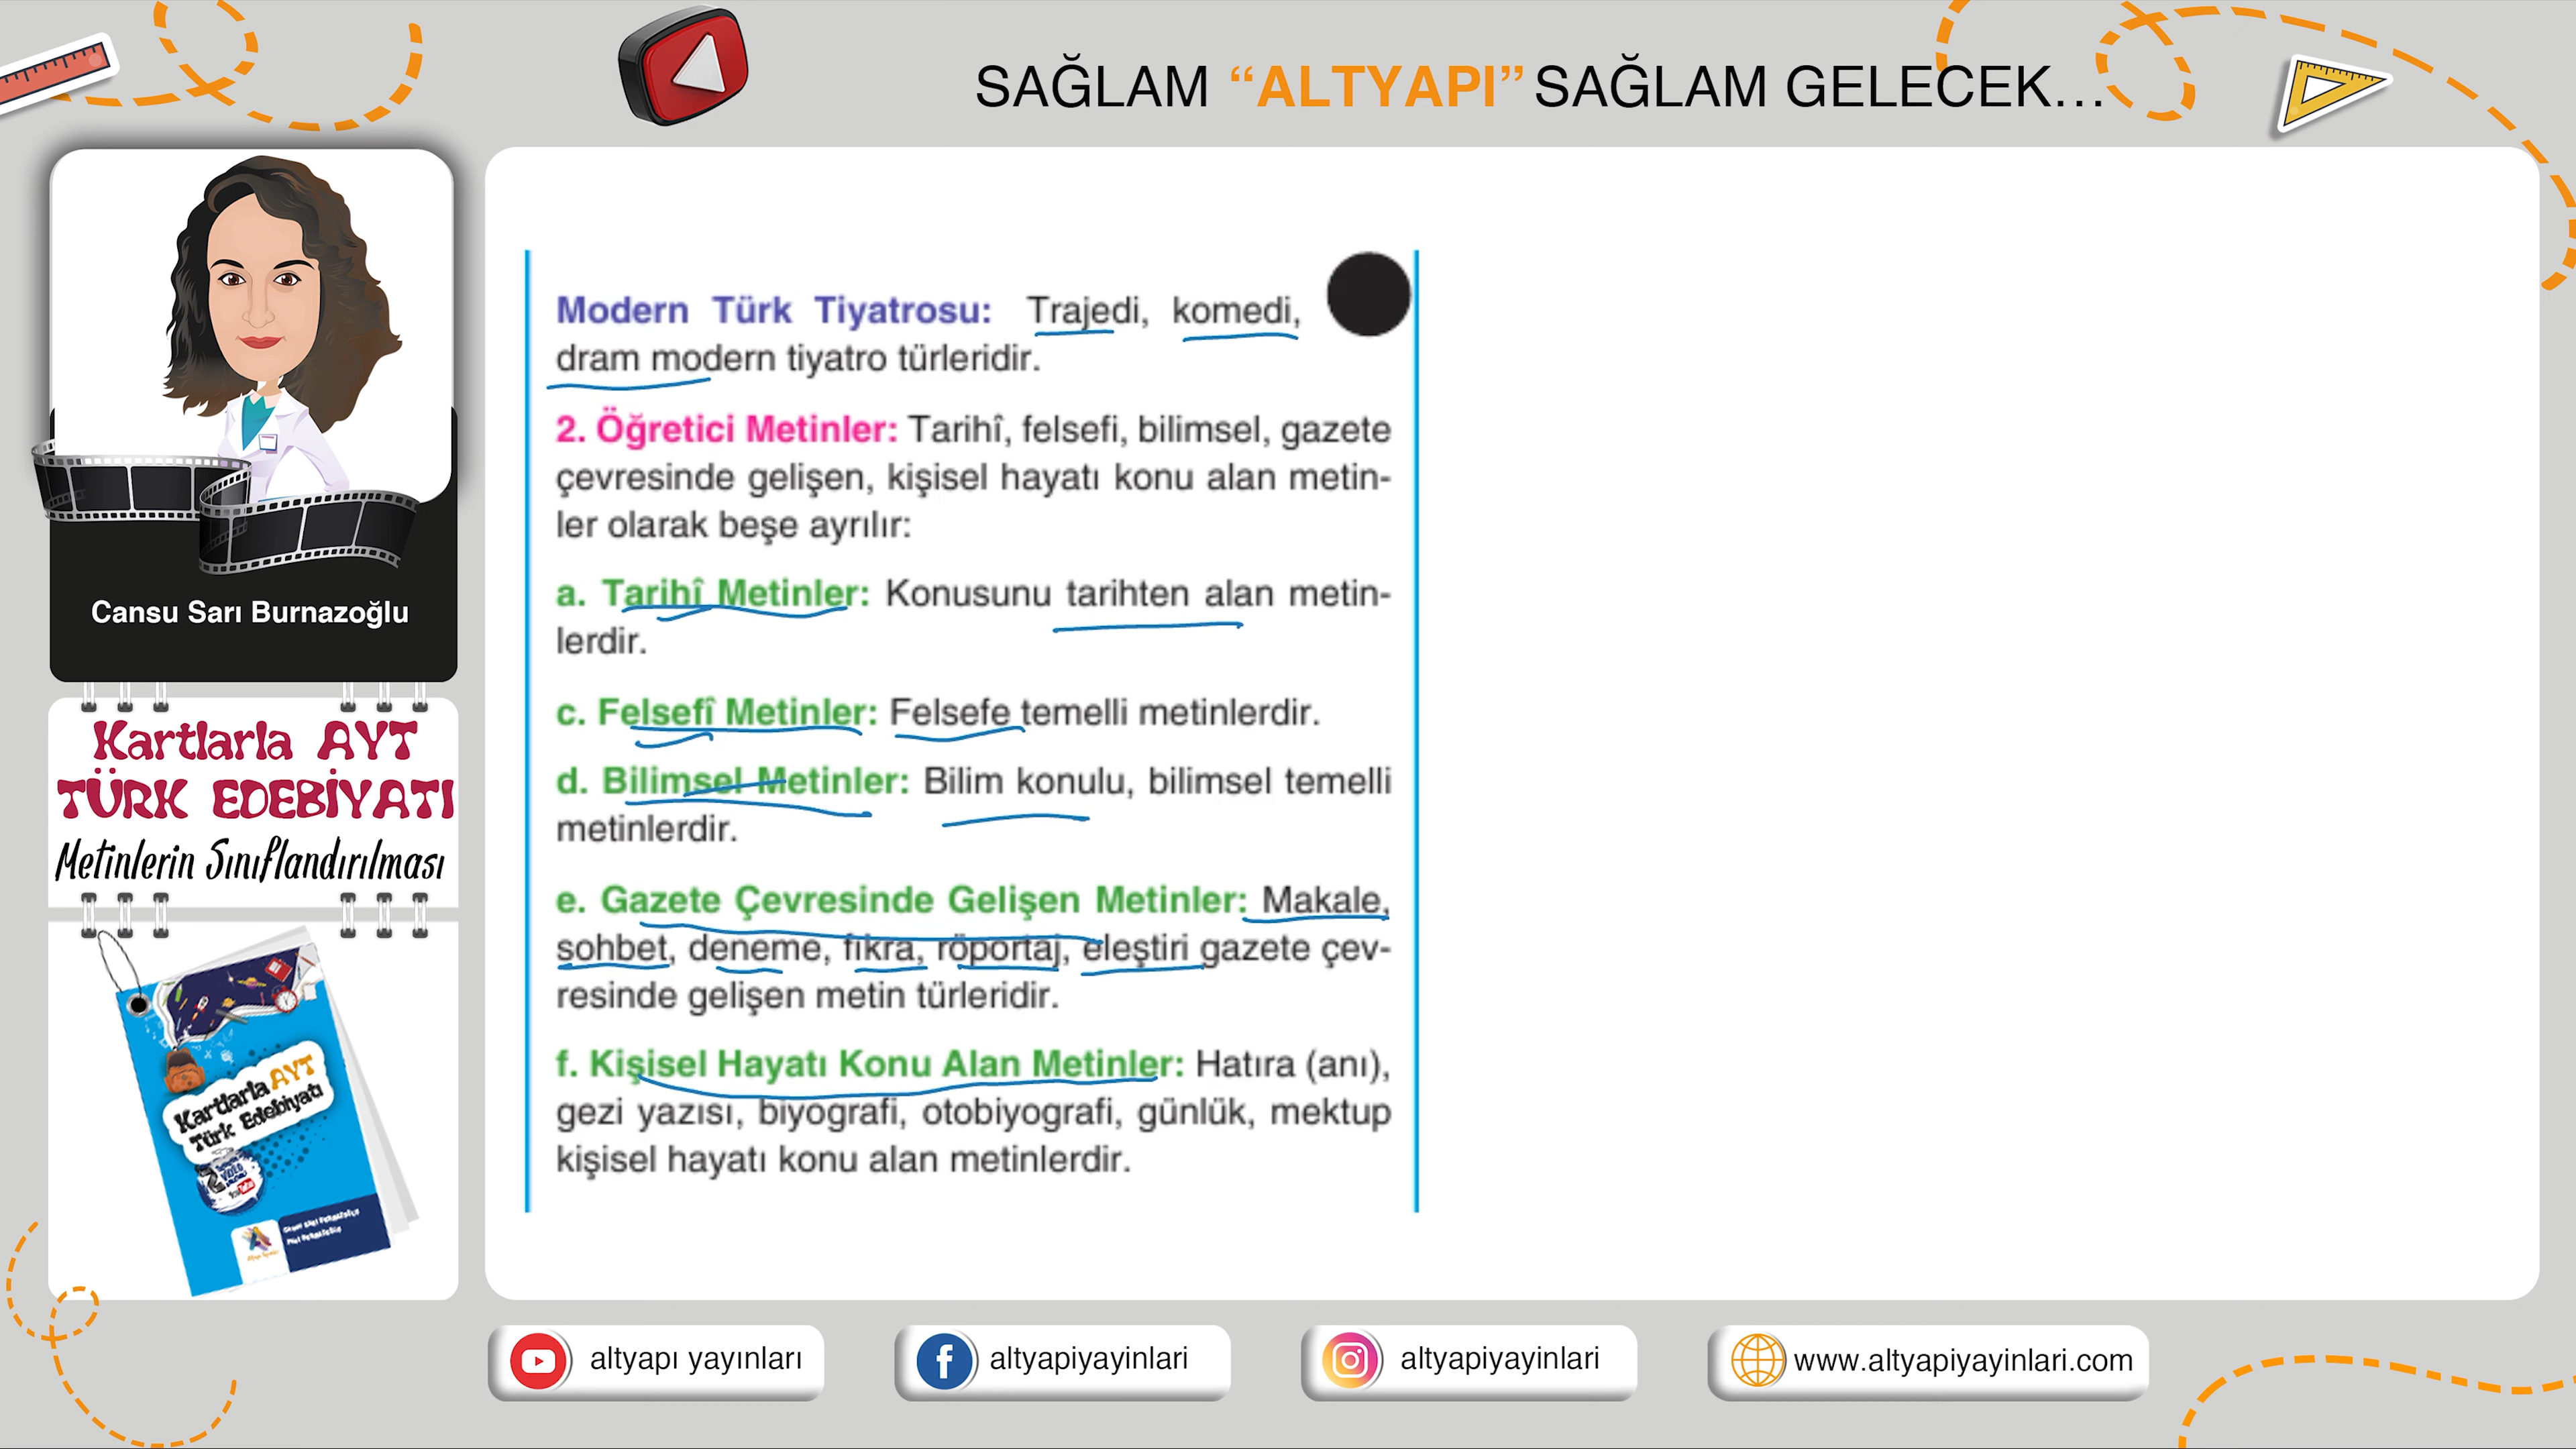 SAĞLAM “ALTYAPI” SAĞLAM GELECEK...
Cansu Sarı Burnazoğlu
Kartlarla AYT
TÜRK EDEBİYATI
Metinlerin Sınıflandırılması
Kartlarla AYT
Türk Edebiyatı
VİDEO
Modern Türk Tiyatrosu: Trajedi, komedi,
dram modern tiyatro türleridir.
2. Öğretici Metinler: Tarihî, felsefi, bilimsel, gazete
çevresinde gelişen, kişisel hayatı konu alan metin-
ler olarak beşe ayrılır:
a. Tarihî Metinler: Konusunu tarihten alan metin-
lerdir.
c. Felsefî Metinler: Felsefe temelli metinlerdir.
d. Bilimsel Metinler: Bilim konulu, bilimsel temelli
metinlerdir.
e. Gazete Çevresinde Gelişen Metinler: Makale,
sohbet, deneme, fıkra, röportaj, eleştiri gazete çev-
resinde gelişen metin türleridir.
f. Kişisel Hayatı Konu Alan Metinler: Hatıra (anı),
gezi yazısı, biyografi, otobiyografi, günlük, mektup
kişisel hayatı konu alan metinlerdir.
altyapı yayınları
altyapiyayinlari
altyapiyayinlari
www.altyapiyayinlari.com